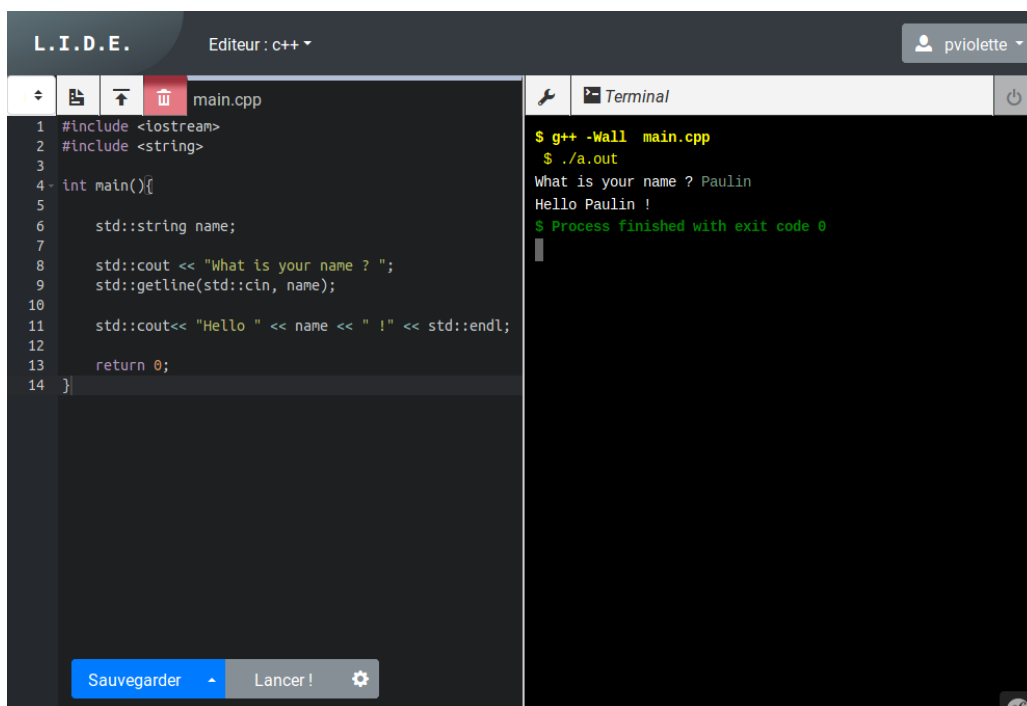 L.I.D.E. Editeur : c++ pviolette
main.cpp
1 #include <iostream>
2 #include <string>
3
4 int main(){
5
6     std::string name;
7
8     std::cout << "What is your name ? ";
9     std::getline(std::cin, name);
10
11     std::cout<< "Hello " << name << " !" << std::endl;
12
13     return 0;
14 }
Sauvegarder Lancer !
Terminal
$ g++ -Wall  main.cpp
$ ./a.out
What is your name ? Paulin
Hello Paulin !
$ Process finished with exit code 0